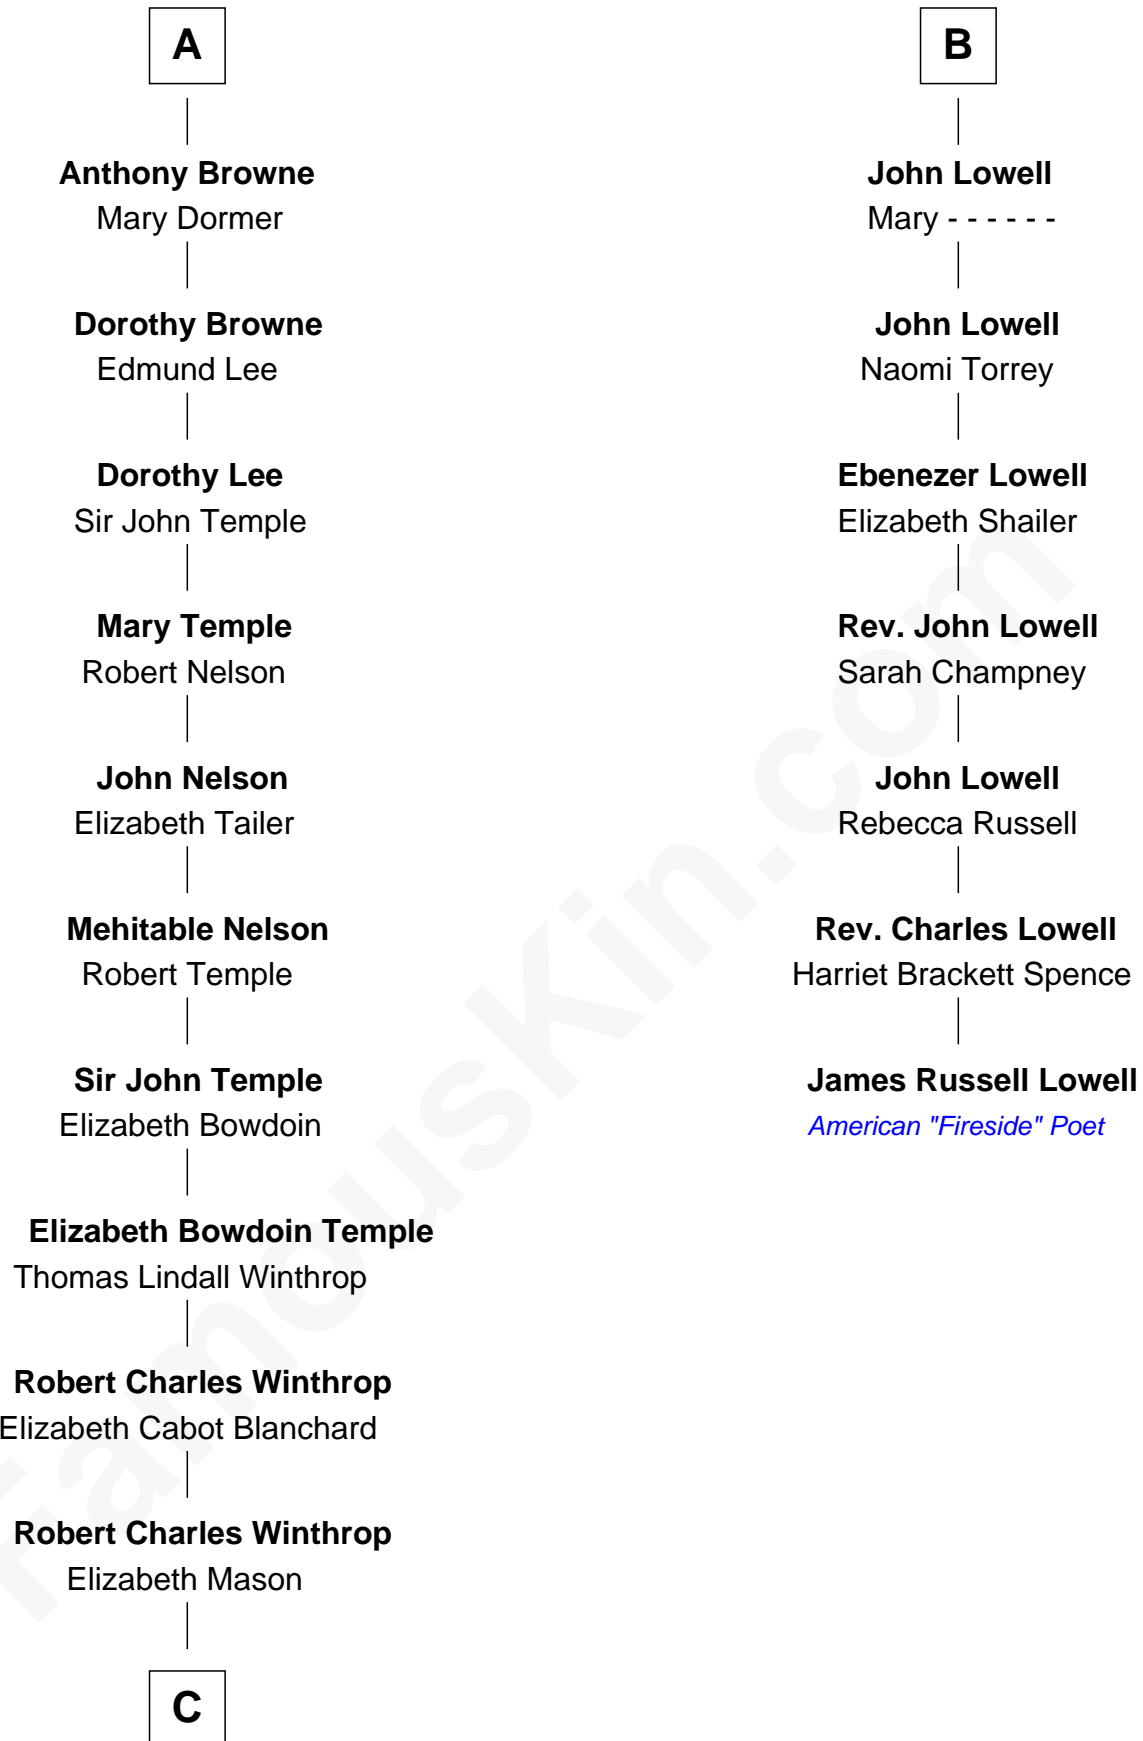 A
Anthony Browne
Mary Dormer
Dorothy Browne
Edmund Lee
Dorothy Lee
Sir John Temple
Mary Temple
Robert Nelson
John Nelson
Elizabeth Tailer
Mehitable Nelson
Robert Temple
Sir John Temple
Elizabeth Bowdoin
Elizabeth Bowdoin Temple
Thomas Lindall Winthrop
Robert Charles Winthrop
Elizabeth Cabot Blanchard
Robert Charles Winthrop
Elizabeth Mason
C
B
John Lowell
Mary - - - - - -
John Lowell
Naomi Torrey
Ebenezer Lowell
Elizabeth Shailer
Rev. John Lowell
Sarah Champney
John Lowell
Rebecca Russell
Rev. Charles Lowell
Harriet Brackett Spence
James Russell Lowell
American "Fireside" Poet
FamousKin.com